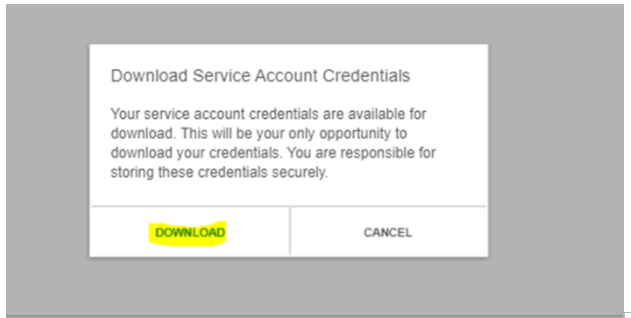 Download Service Account Credentials
Your service account credentials are available for
download. This will be your only opportunity to
download your credentials. You are responsible for
storing these credentials securely.
DOWNLOAD
CANCEL